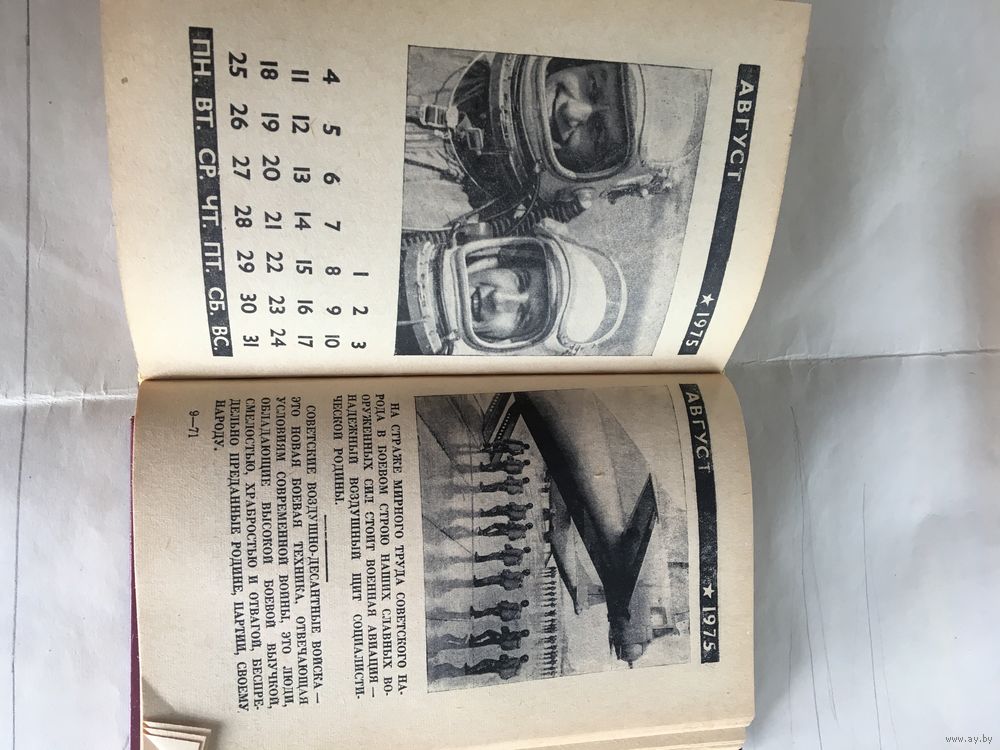 АВГУСТ ★ 1975
1 2 3
4 5 6 7 8 9 10
11 12 13 14 15 16 17
18 19 20 21 22 23 24
25 26 27 28 29 30 31
ПН. ВТ. СР. ЧТ. ПТ. СБ. ВС.
АВГУСТ ★ 1975
НА СТРАЖЕ МИРНОГО ТРУДА СОВЕТСКОГО НА-
РОДА В БОЕВОМ СТРОЮ НАШИХ СЛАВНЫХ ВО-
ОРУЖЕННЫХ СИЛ СТОИТ ВОЕННАЯ АВИАЦИЯ —
НАДЕЖНЫЙ ВОЗДУШНЫЙ ЩИТ СОЦИАЛИСТИ-
ЧЕСКОЙ РОДИНЫ.
СОВЕТСКИЕ ВОЗДУШНО-ДЕСАНТНЫЕ ВОЙСКА —
ЭТО НОВАЯ БОЕВАЯ ТЕХНИКА, ОТВЕЧАЮЩАЯ
УСЛОВИЯМ СОВРЕМЕННОЙ ВОЙНЫ, ЭТО ЛЮДИ,
ОБЛАДАЮЩИЕ ВЫСОКОЙ БОЕВОЙ ВЫУЧКОЙ,
СМЕЛОСТЬЮ, ХРАБРОСТЬЮ И ОТВАГОЙ, БЕСПРЕ-
ДЕЛЬНО ПРЕДАННЫЕ РОДИНЕ, ПАРТИИ, СВОЕМУ
НАРОДУ.
9—71
www.ay.by